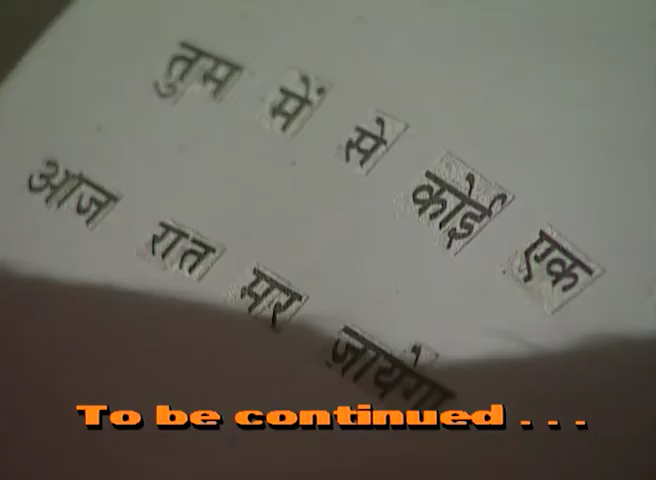 तुम में से कोई एक
आज रात मर जायेगा
To be continued . . .